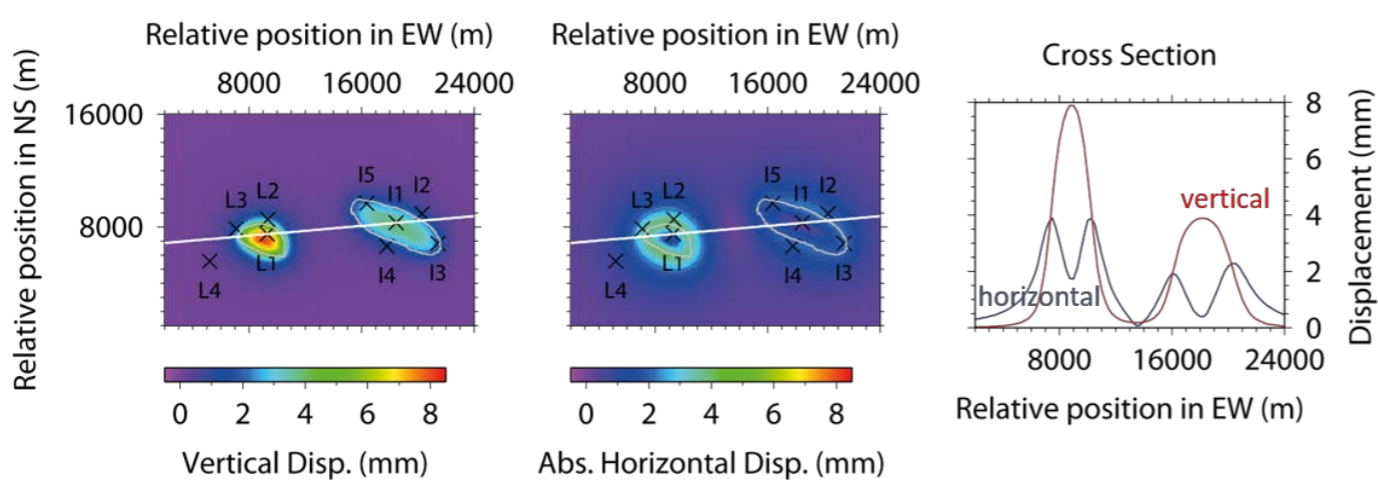 Relative position in EW (m)
8000 16000 24000
Relative position in NS (m)
16000
8000
I5
I1
I2
L3
L2
L1
L4
I4
I3
0 2 4 6 8
Vertical Disp. (mm)
Relative position in EW (m)
8000 16000 24000
I5
I1
I2
L3
L2
L1
L4
I4
I3
0 2 4 6 8
Abs. Horizontal Disp. (mm)
Cross Section
8
6
4
2
0
vertical
horizontal
Displacement (mm)
8000 16000 24000
Relative position in EW (m)